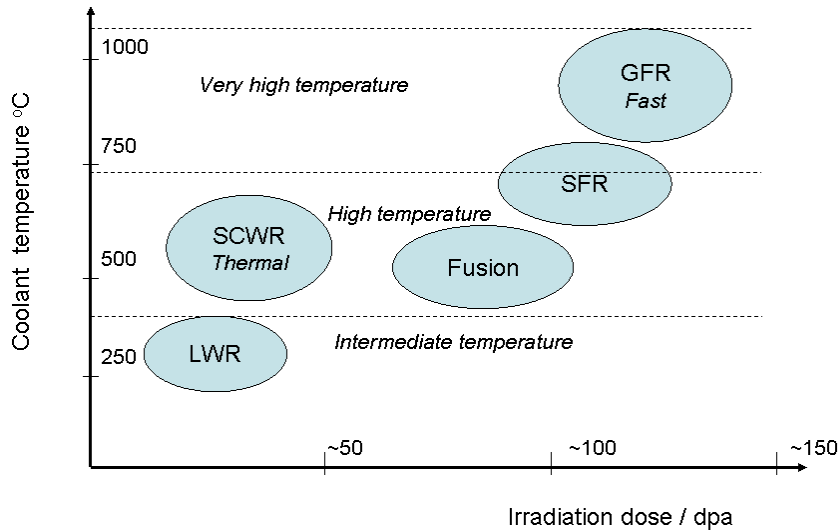 1000
Very high temperature
GFR
Fast
750
SFR
High temperature
SCWR
Thermal
Fusion
500
Intermediate temperature
LWR
250
Coolant temperature ºC
~50
~100
~150
Irradiation dose / dpa